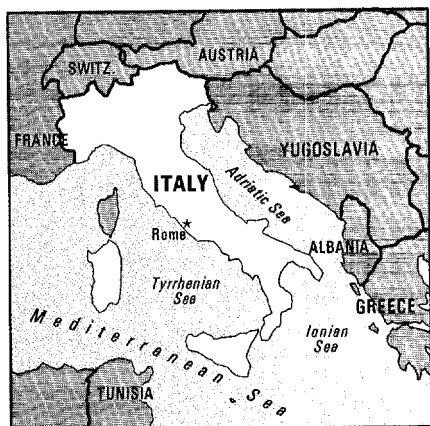 AUSTRIA
SWITZ.
FRANCE
YUGOSLAVIA
ITALY
Adriatic Sea
Rome
ALBANIA
Tyrrhenian
Sea
GREECE
Ionian
Sea
Mediterranean Sea
TUNISIA